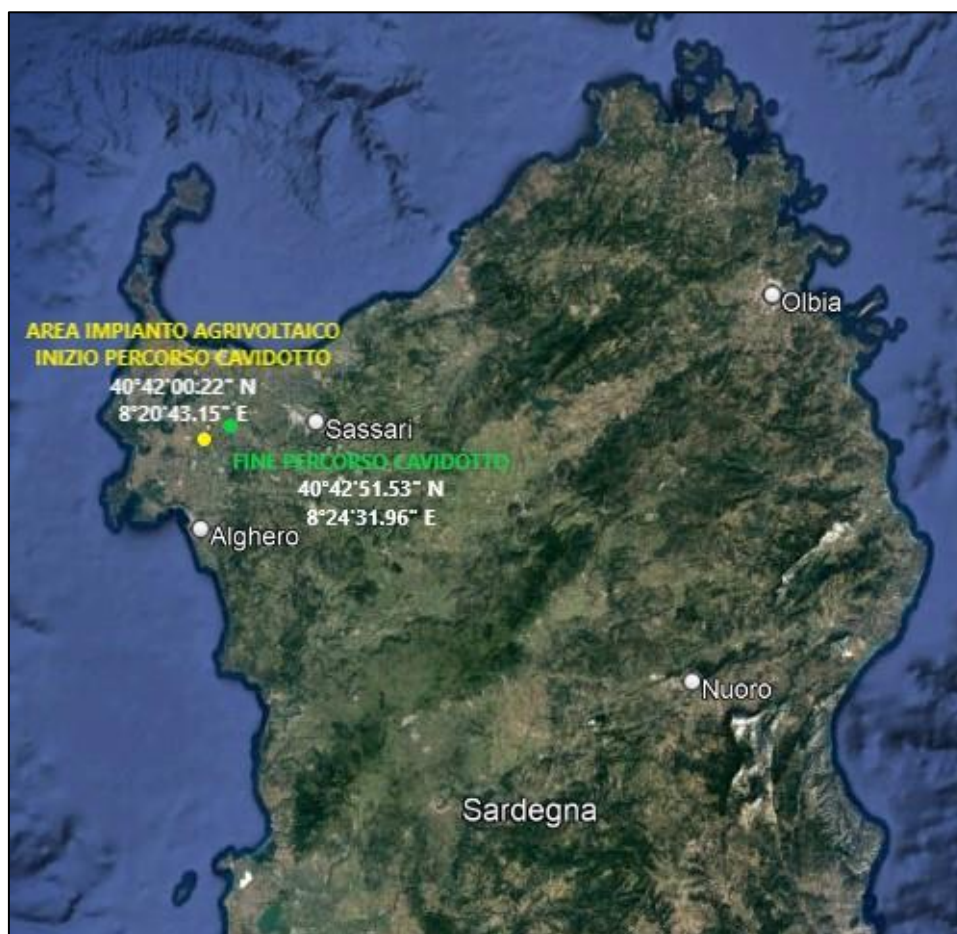 Olbia
AREA IMPIANTO AGRIVOLTAICO
INIZIO PERCORSO CAVIDOTTO
40°42'00.22" N
8°20'43.15" E
Sassari
FINE PERCORSO CAVIDOTTO
40°42'51.53" N
8°24'31.96" E
Alghero
Nuoro
Sardegna